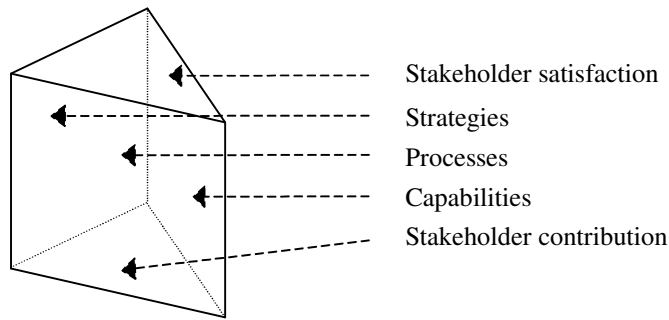 Stakeholder satisfaction
Strategies
Processes
Capabilities
Stakeholder contribution